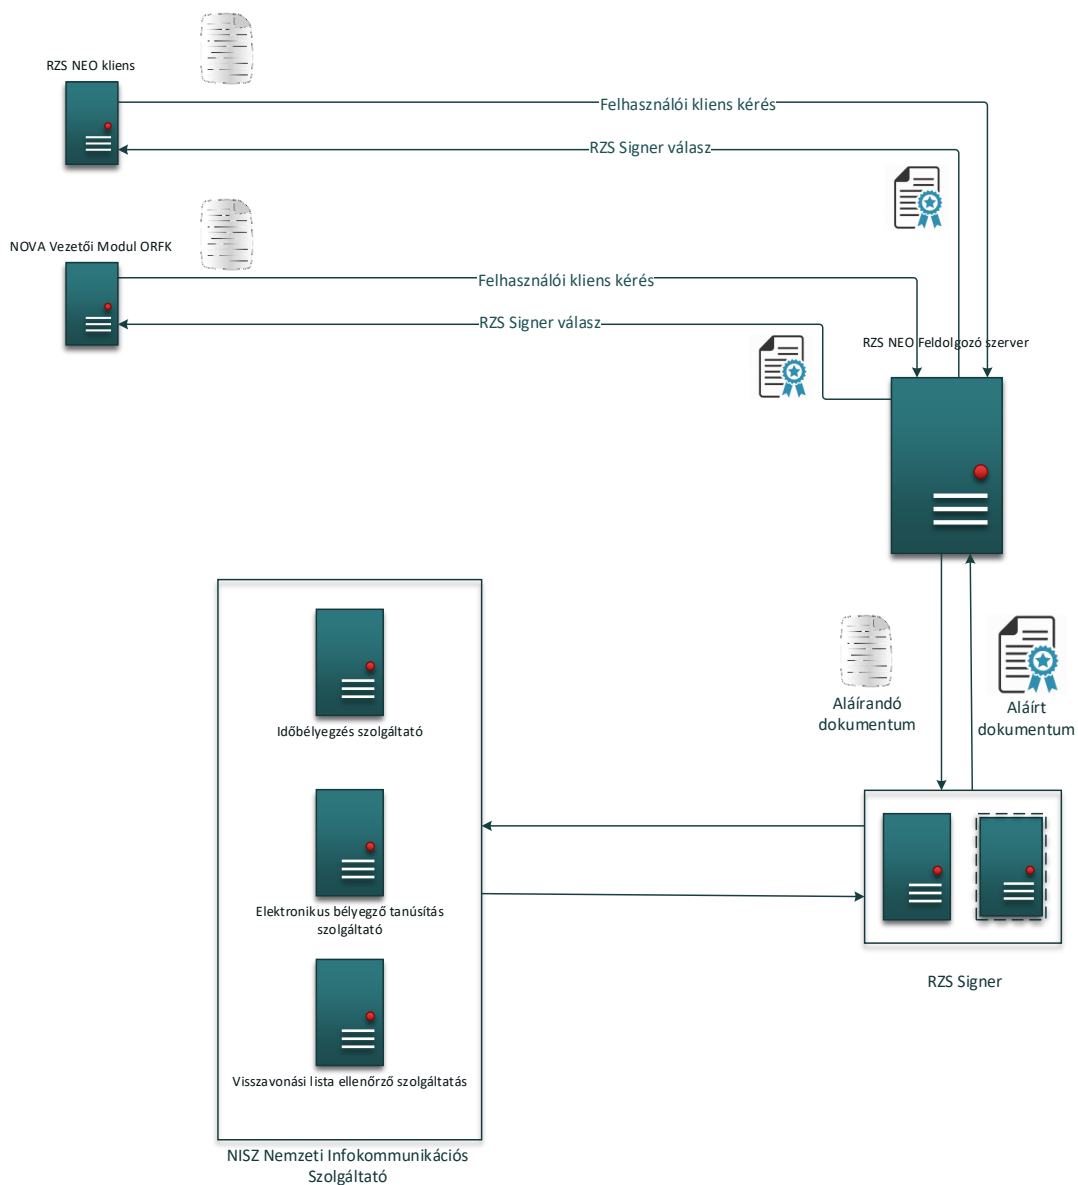 RZS NEO kliens
Felhasználói kliens kérés
RZS Signer válasz
NOVA Vezetői Modul ORFK
Felhasználói kliens kérés
RZS Signer válasz
RZS NEO Feldolgozó szerver
Aláírandó
dokumentum
Aláírt
dokumentum
Időbélyegzés szolgáltató
Elektronikus bélyegző tanúsítás
szolgáltató
Visszavonási lista ellenőrző szolgáltatás
RZS Signer
NISZ Nemzeti Infokommunikációs
Szolgáltató